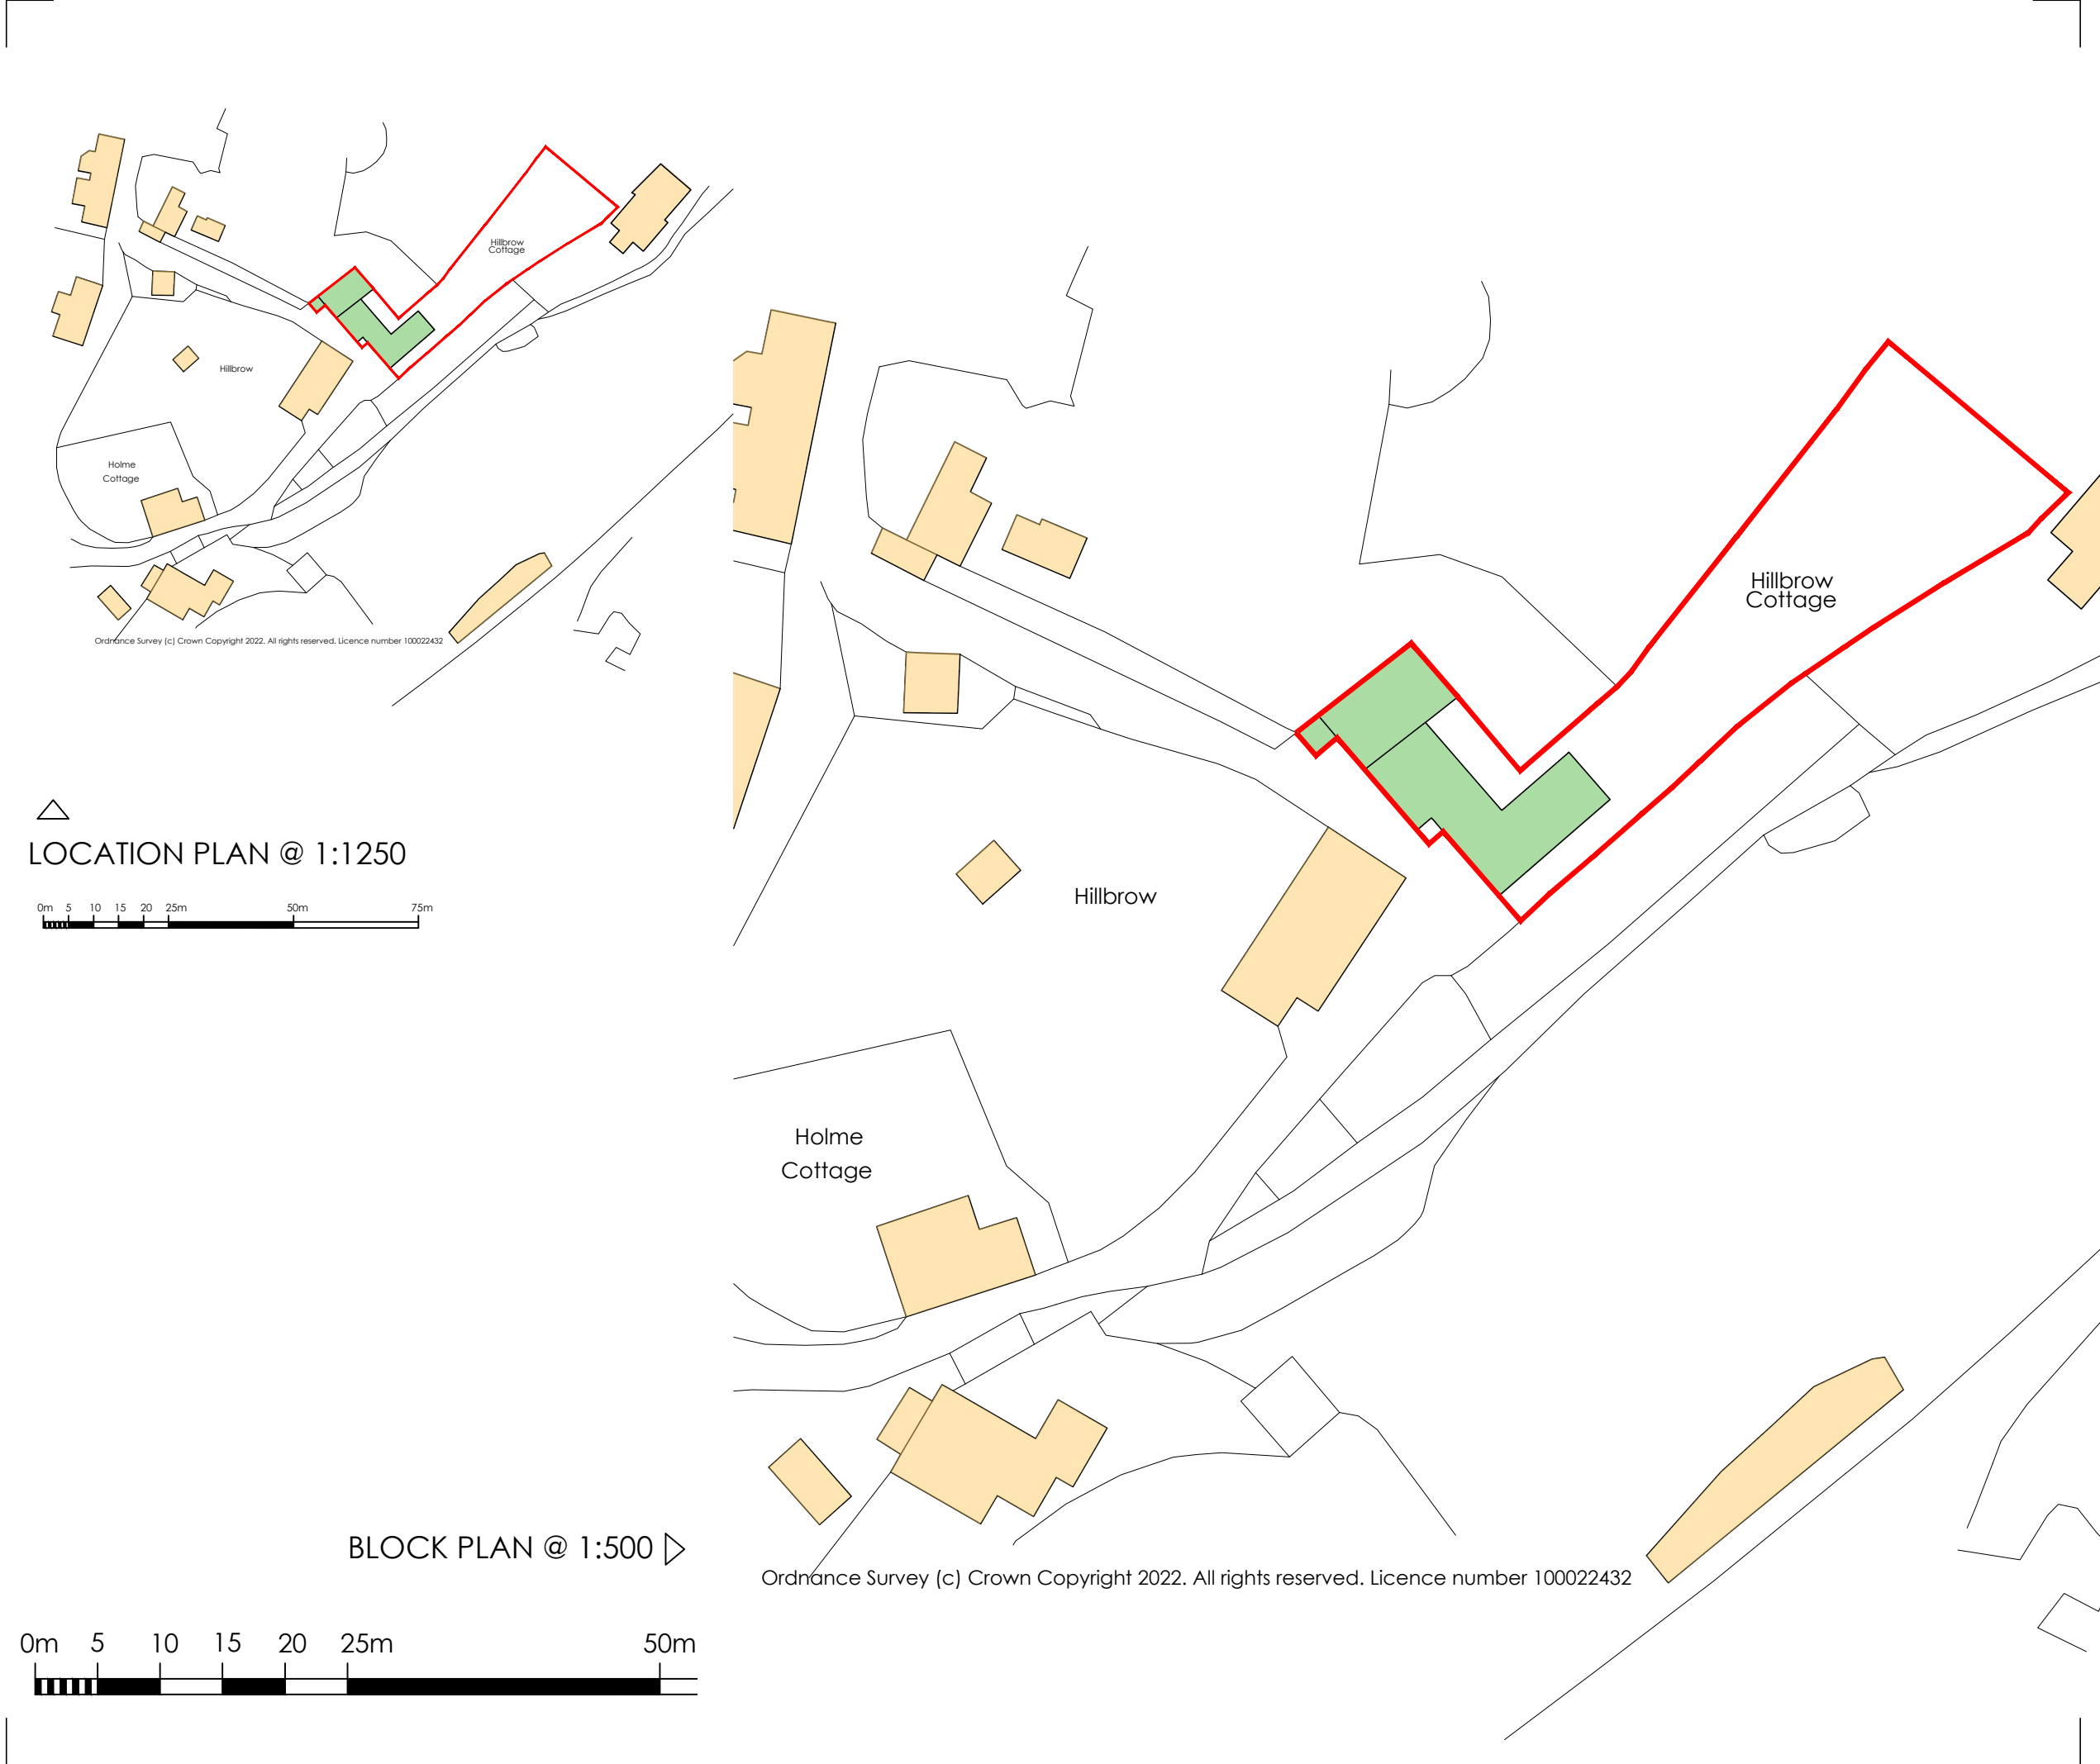 Hillbrow
Cottage
Hillbrow
Holme
Cottage
Ordnance Survey (c) Crown Copyright 2022. All rights reserved. Licence number 100022432
LOCATION PLAN @ 1:1250
0m 5 10 15 20 25m 50m 75m
Hillbrow
Cottage
Hillbrow
Holme
Cottage
Ordnance Survey (c) Crown Copyright 2022. All rights reserved. Licence number 100022432
BLOCK PLAN @ 1:500
0m 5 10 15 20 25m 50m